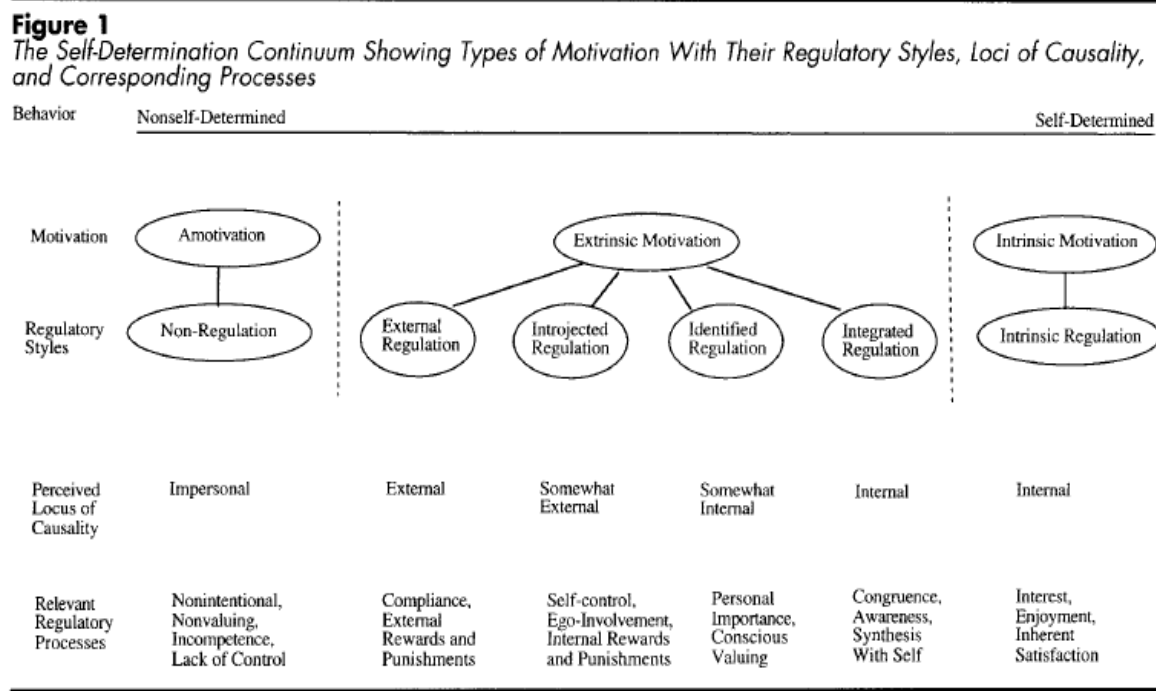 Figure 1
The Self-Determination Continuum Showing Types of Motivation With Their Regulatory Styles, Loci of Causality,
and Corresponding Processes
Behavior Nonself-Determined Self-Determined
Motivation Amotivation Extrinsic Motivation Intrinsic Motivation
Regulatory
Styles
Non-Regulation
External
Regulation
Introjected
Regulation
Identified
Regulation
Integrated
Regulation
Intrinsic Regulation
Perceived
Locus of
Causality
Impersonal
External
Somewhat
External
Somewhat
Internal
Internal
Internal
Relevant
Regulatory
Processes
Nonintentional,
Nonvaluing,
Incompetence,
Lack of Control
Compliance,
External
Rewards and
Punishments
Self-control,
Ego-Involvement,
Internal Rewards
and Punishments
Personal
Importance,
Conscious
Valuing
Congruence,
Awareness,
Synthesis
With Self
Interest,
Enjoyment,
Inherent
Satisfaction